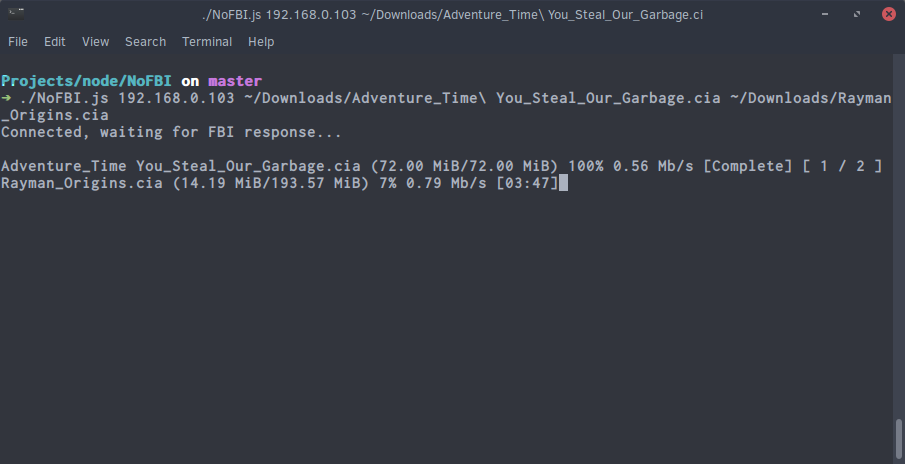 ./NoFBI.js 192.168.0.103 ~/Downloads/Adventure_Time\ You_Steal_Our_Garbage.ci
File Edit View Search Terminal Help
Projects/node/NoFBI on master
➜ ./NoFBI.js 192.168.0.103 ~/Downloads/Adventure_Time\ You_Steal_Our_Garbage.cia ~/Downloads/Rayman
_Origins.cia
Connected, waiting for FBI response...
Adventure_Time You_Steal_Our_Garbage.cia (72.00 MiB/72.00 MiB) 100% 0.56 Mb/s [Complete] [ 1 / 2 ]
Rayman_Origins.cia (14.19 MiB/193.57 MiB) 7% 0.79 Mb/s [03:47]